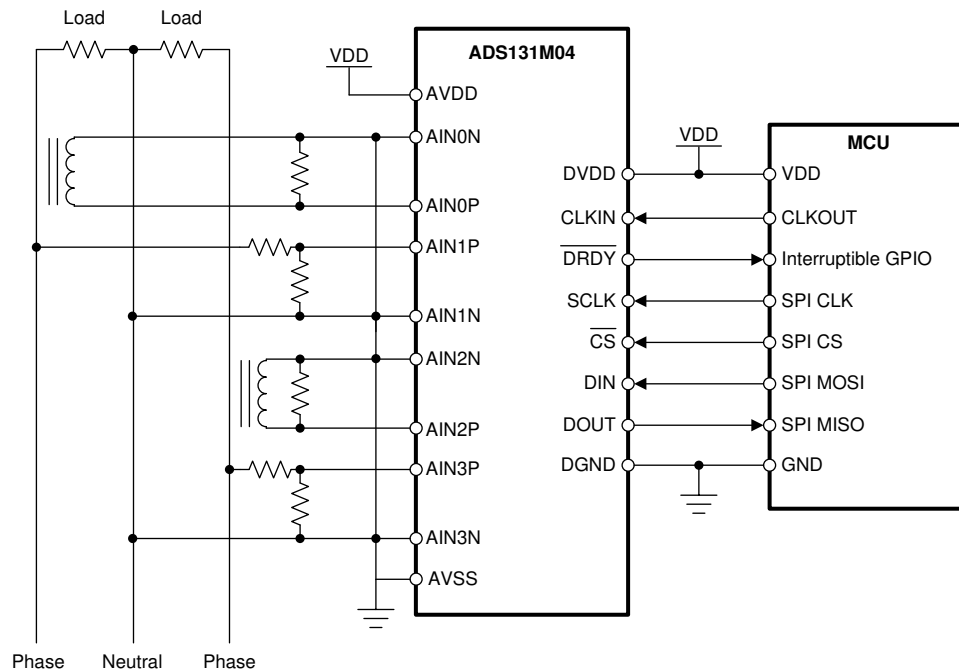 Load
Load
VDD
ADS131M04
AVDD
AIN0N
AIN0P
AIN1P
AIN1N
AIN2N
AIN2P
AIN3P
AIN3N
AVSS
DVDD
CLKIN
DRDY
SCLK
CS
DIN
DOUT
DGND
VDD
MCU
VDD
CLKOUT
Interruptible GPIO
SPI CLK
SPI CS
SPI MOSI
SPI MISO
GND
Phase
Neutral
Phase